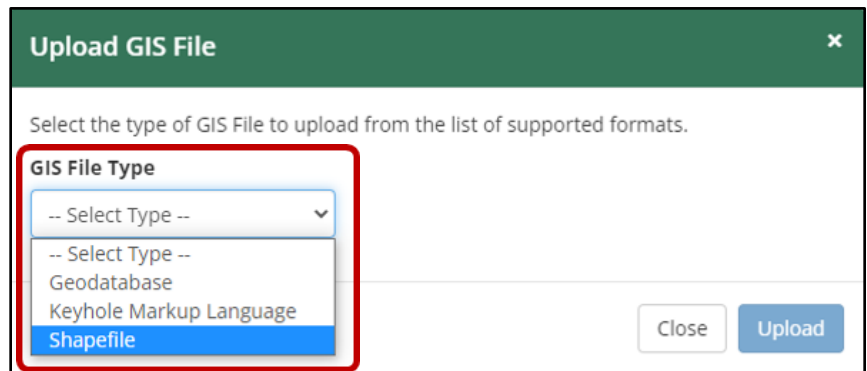 Upload GIS File ×
Select the type of GIS File to upload from the list of supported formats.
GIS File Type
-- Select Type --
-- Select Type --
Geodatabase
Keyhole Markup Language
Shapefile
Close Upload